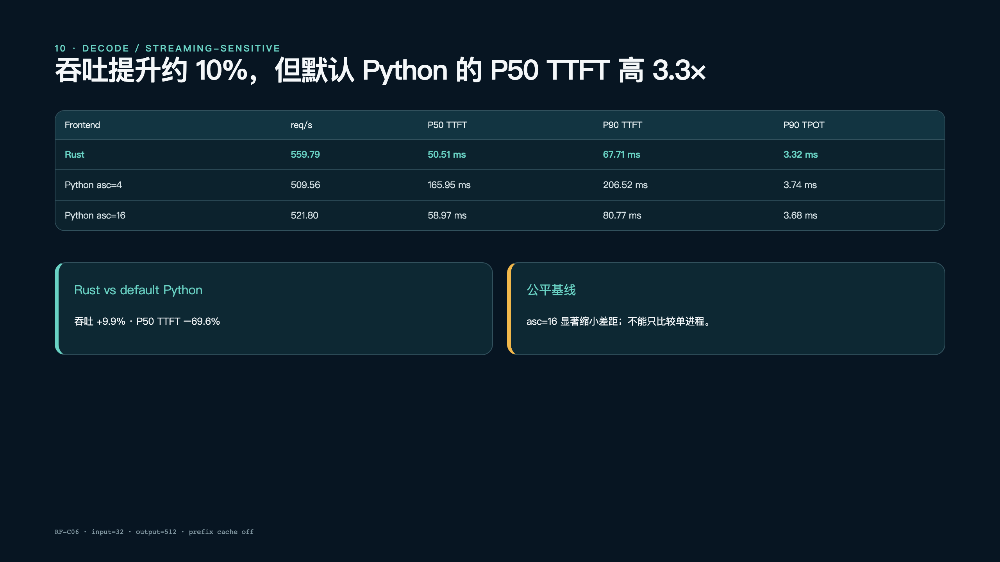 10 · DECODE / STREAMING-SENSITIVE
吞吐提升约 10%，但默认 Python 的 P50 TTFT 高 3.3×
Frontend req/s P50 TTFT P90 TTFT P90 TPOT
Rust 559.79 50.51 ms 67.71 ms 3.32 ms
Python asc=4 509.56 165.95 ms 206.52 ms 3.74 ms
Python asc=16 521.80 58.97 ms 80.77 ms 3.68 ms
Rust vs default Python
吞吐 +9.9% · P50 TTFT −69.6%
公平基线
asc=16 显著缩小差距；不能只比较单进程。
RF-C06 · input=32 · output=512 · prefix cache off